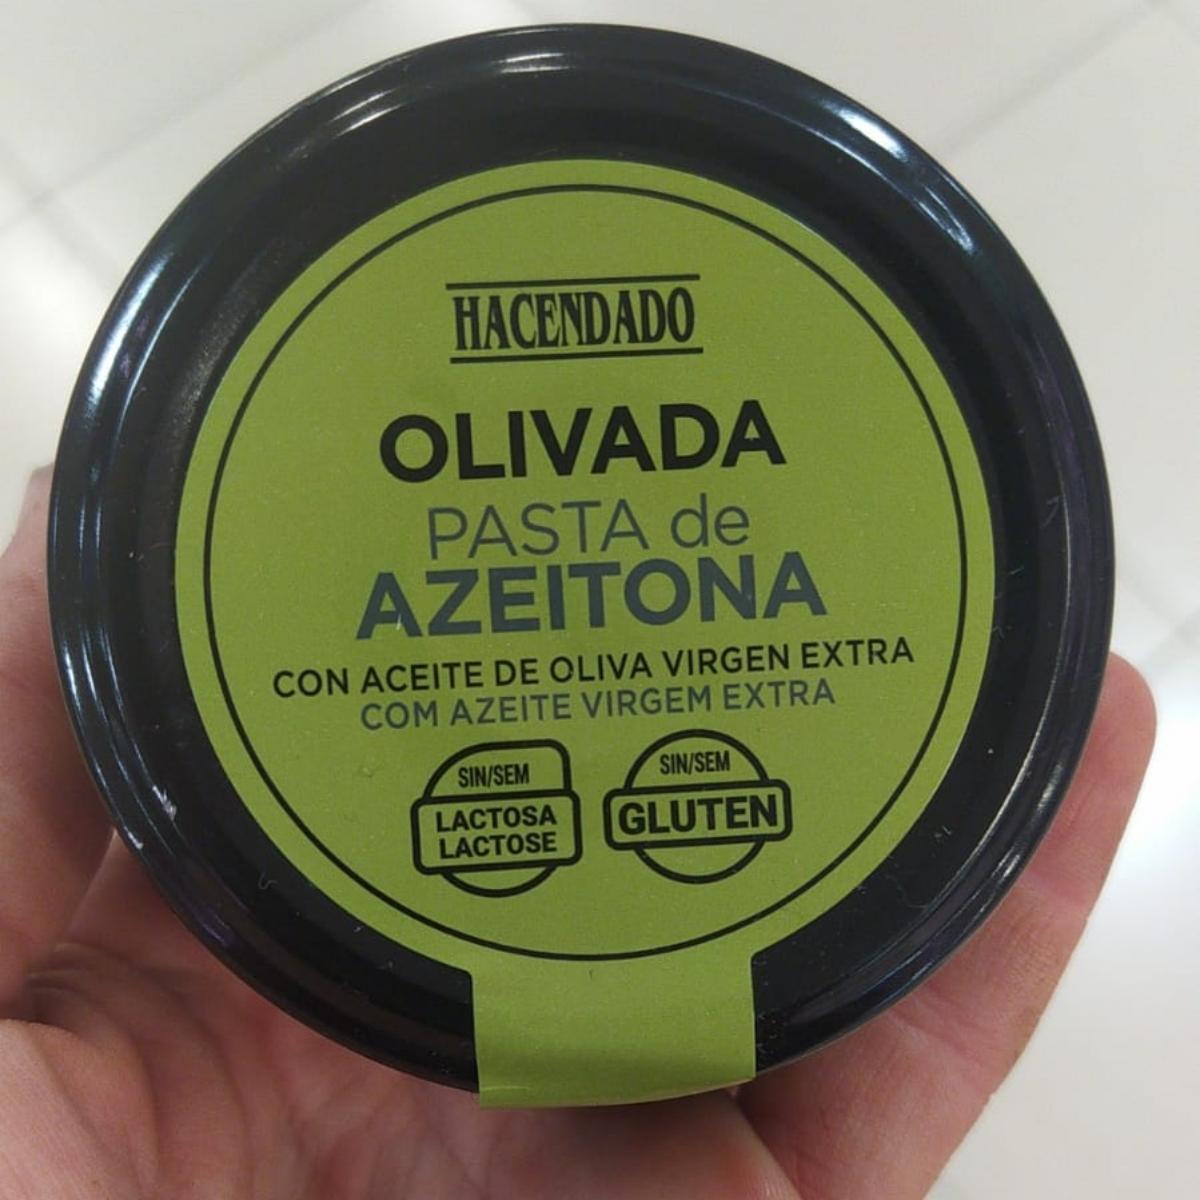 HACENDADO
OLIVADA
PASTA de
AZEITONA
CON ACEITE DE OLIVA VIRGEN EXTRA
COM AZEITE VIRGEM EXTRA
SIN/SEM
LACTOSA
LACTOSE
SIN/SEM
GLUTEN